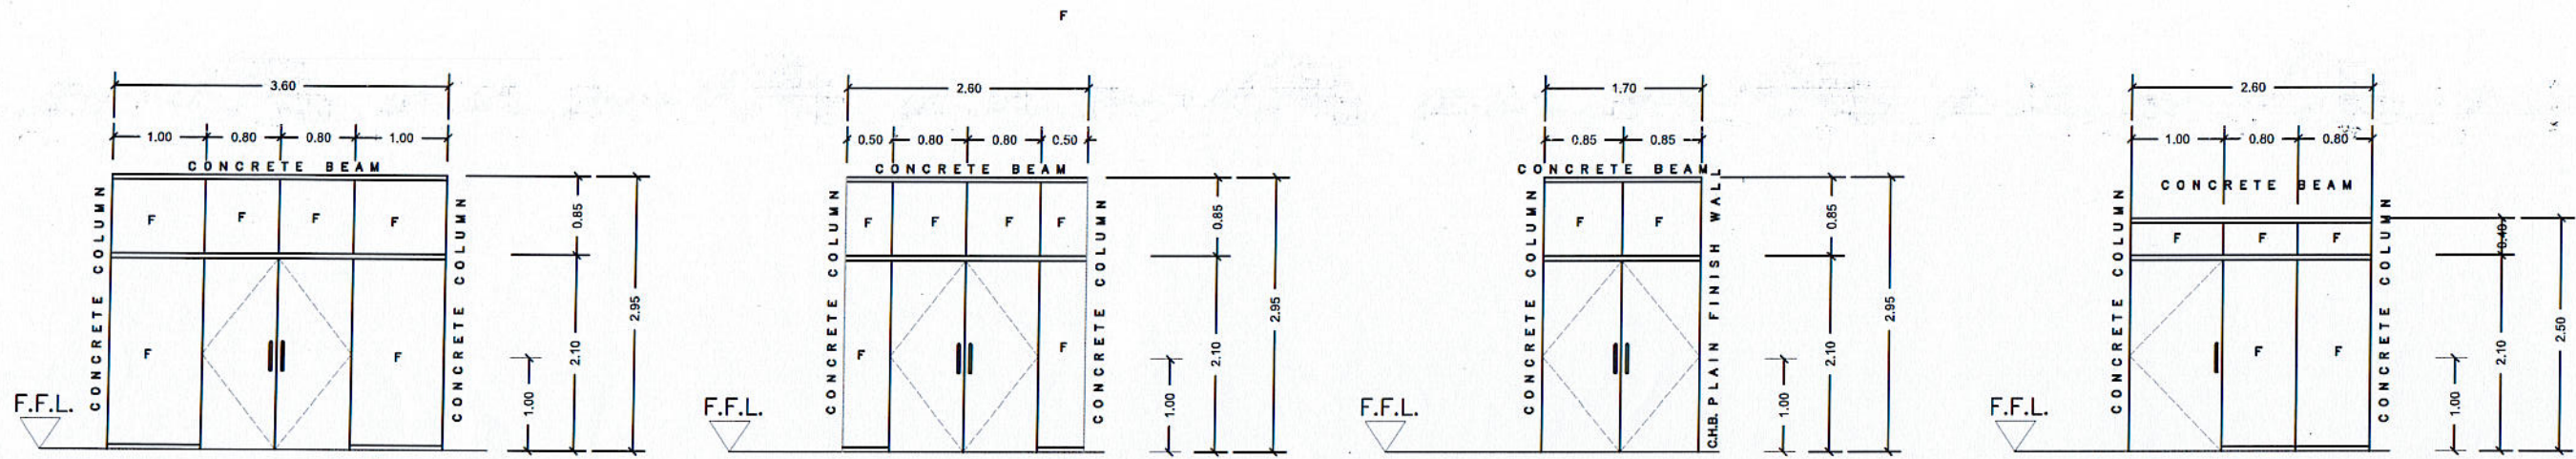 F
3.60
1.00 0.80 0.80 1.00
CONCRETE BEAM
CONCRETE COLUMN
F F F F
F F
CONCRETE COLUMN
0.85
2.10
1.00
2.95
F.F.L.
2.60
0.50 0.80 0.80 0.50
CONCRETE BEAM
CONCRETE COLUMN
F F F F
F F
CONCRETE COLUMN
0.85
2.10
1.00
2.95
F.F.L.
1.70
0.85 0.85
CONCRETE BEAM
CONCRETE COLUMN
F F
C.H.B. PLAIN FINISH WALL
0.85
2.10
1.00
2.95
F.F.L.
2.60
1.00 0.80 0.80
CONCRETE BEAM
CONCRETE COLUMN
F F F
F F
CONCRETE COLUMN
0.40
2.10
1.00
2.50
F.F.L.